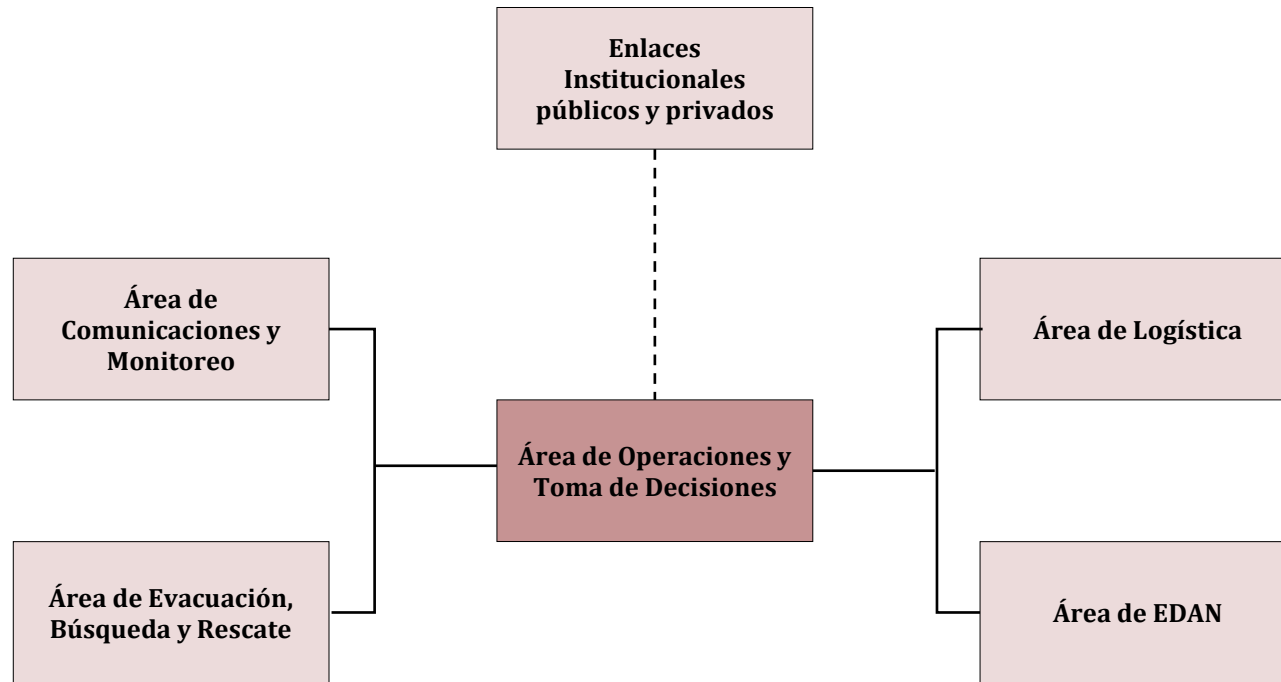 Enlaces
Institucionales
públicos y privados
Área de
Comunicaciones y
Monitoreo
Área de Logística
Área de Operaciones y
Toma de Decisiones
Área de Evacuación,
Búsqueda y Rescate
Área de EDAN